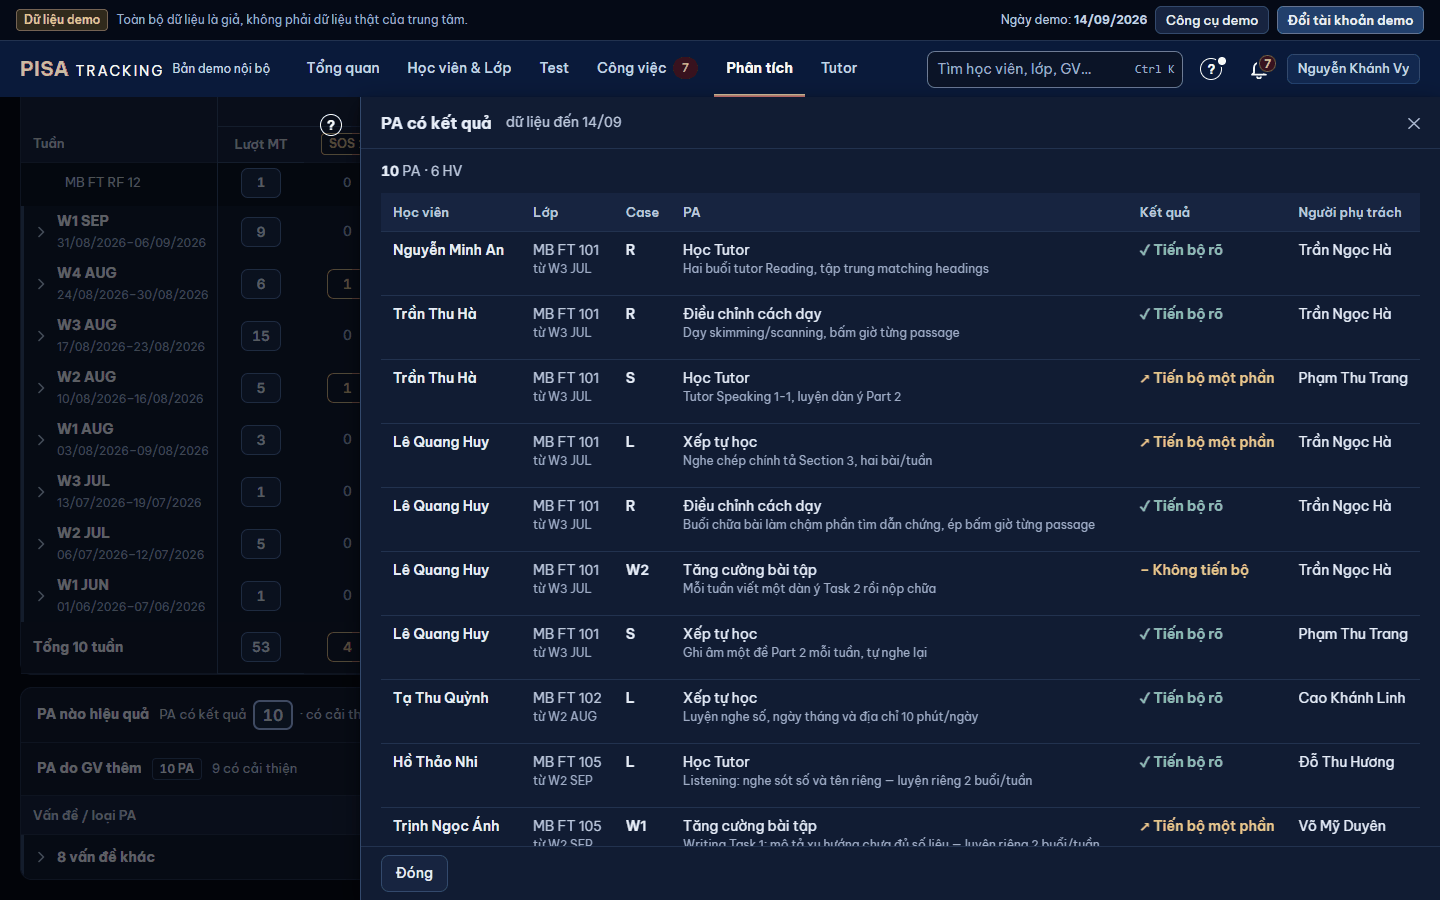 Dữ liệu demo Toàn bộ dữ liệu là giả, không phải dữ liệu thật của trung tâm. Ngày demo: 14/09/2026 Công cụ demo Đổi tài khoản demo
PISA TRACKING Bản demo nội bộ Tổng quan Học viên & Lớp Test Công việc 7 Phân tích Tutor Tìm học viên, lớp, GV... Ctrl K ? 7 Nguyễn Khánh Vy
?
Tuần Lượt MT SOS
MB FT RF 12 1 0
W1 SEP
31/08/2026–06/09/2026 9 0
W4 AUG
24/08/2026–30/08/2026 6 1
W3 AUG
17/08/2026–23/08/2026 15 0
W2 AUG
10/08/2026–16/08/2026 5 1
W1 AUG
03/08/2026–09/08/2026 3 0
W3 JUL
13/07/2026–19/07/2026 1 0
W2 JUL
06/07/2026–12/07/2026 5 0
W1 JUN
01/06/2026–07/06/2026 1 0
Tổng 10 tuần 53 4
PA nào hiệu quả PA có kết quả 10 · có cải th
PA do GV thêm 10 PA 9 có cải thiện
Vấn đề / loại PA
8 vấn đề khác
PA có kết quả dữ liệu đến 14/09
10 PA · 6 HV
Học viên Lớp Case PA Kết quả Người phụ trách
Nguyễn Minh An MB FT 101 R Học Tutor ✓ Tiến bộ rõ Trần Ngọc Hà
từ W3 JUL Hai buổi tutor Reading, tập trung matching headings
Trần Thu Hà MB FT 101 R Điều chỉnh cách dạy ✓ Tiến bộ rõ Trần Ngọc Hà
từ W3 JUL Dạy skimming/scanning, bấm giờ từng passage
Trần Thu Hà MB FT 101 S Học Tutor ↗ Tiến bộ một phần Phạm Thu Trang
từ W3 JUL Tutor Speaking 1-1, luyện dàn ý Part 2
Lê Quang Huy MB FT 101 L Xếp tự học ↗ Tiến bộ một phần Trần Ngọc Hà
từ W3 JUL Nghe chép chính tả Section 3, hai bài/tuần
Lê Quang Huy MB FT 101 R Điều chỉnh cách dạy ✓ Tiến bộ rõ Trần Ngọc Hà
từ W3 JUL Buổi chữa bài làm chậm phần tìm dẫn chứng, ép bấm giờ từng passage
Lê Quang Huy MB FT 101 W2 Tăng cường bài tập – Không tiến bộ Trần Ngọc Hà
từ W3 JUL Mỗi tuần viết một dàn ý Task 2 rồi nộp chữa
Lê Quang Huy MB FT 101 S Xếp tự học ✓ Tiến bộ rõ Phạm Thu Trang
từ W3 JUL Ghi âm một đề Part 2 mỗi tuần, tự nghe lại
Tạ Thu Quỳnh MB FT 102 L Xếp tự học ✓ Tiến bộ rõ Cao Khánh Linh
từ W2 AUG Luyện nghe số, ngày tháng và địa chỉ 10 phút/ngày
Hồ Thảo Nhi MB FT 105 L Học Tutor ✓ Tiến bộ rõ Đỗ Thu Hương
từ W2 SEP Listening: nghe sót số và tên riêng — luyện riêng 2 buổi/tuần
Trịnh Ngọc Ánh MB FT 105 W1 Tăng cường bài tập ↗ Tiến bộ một phần Võ Mỹ Duyên
từ W2 SEP Writing Task 1: mô tả xu hướng chưa đủ số liệu — luyện riêng 2 buổi/tuần
Đóng